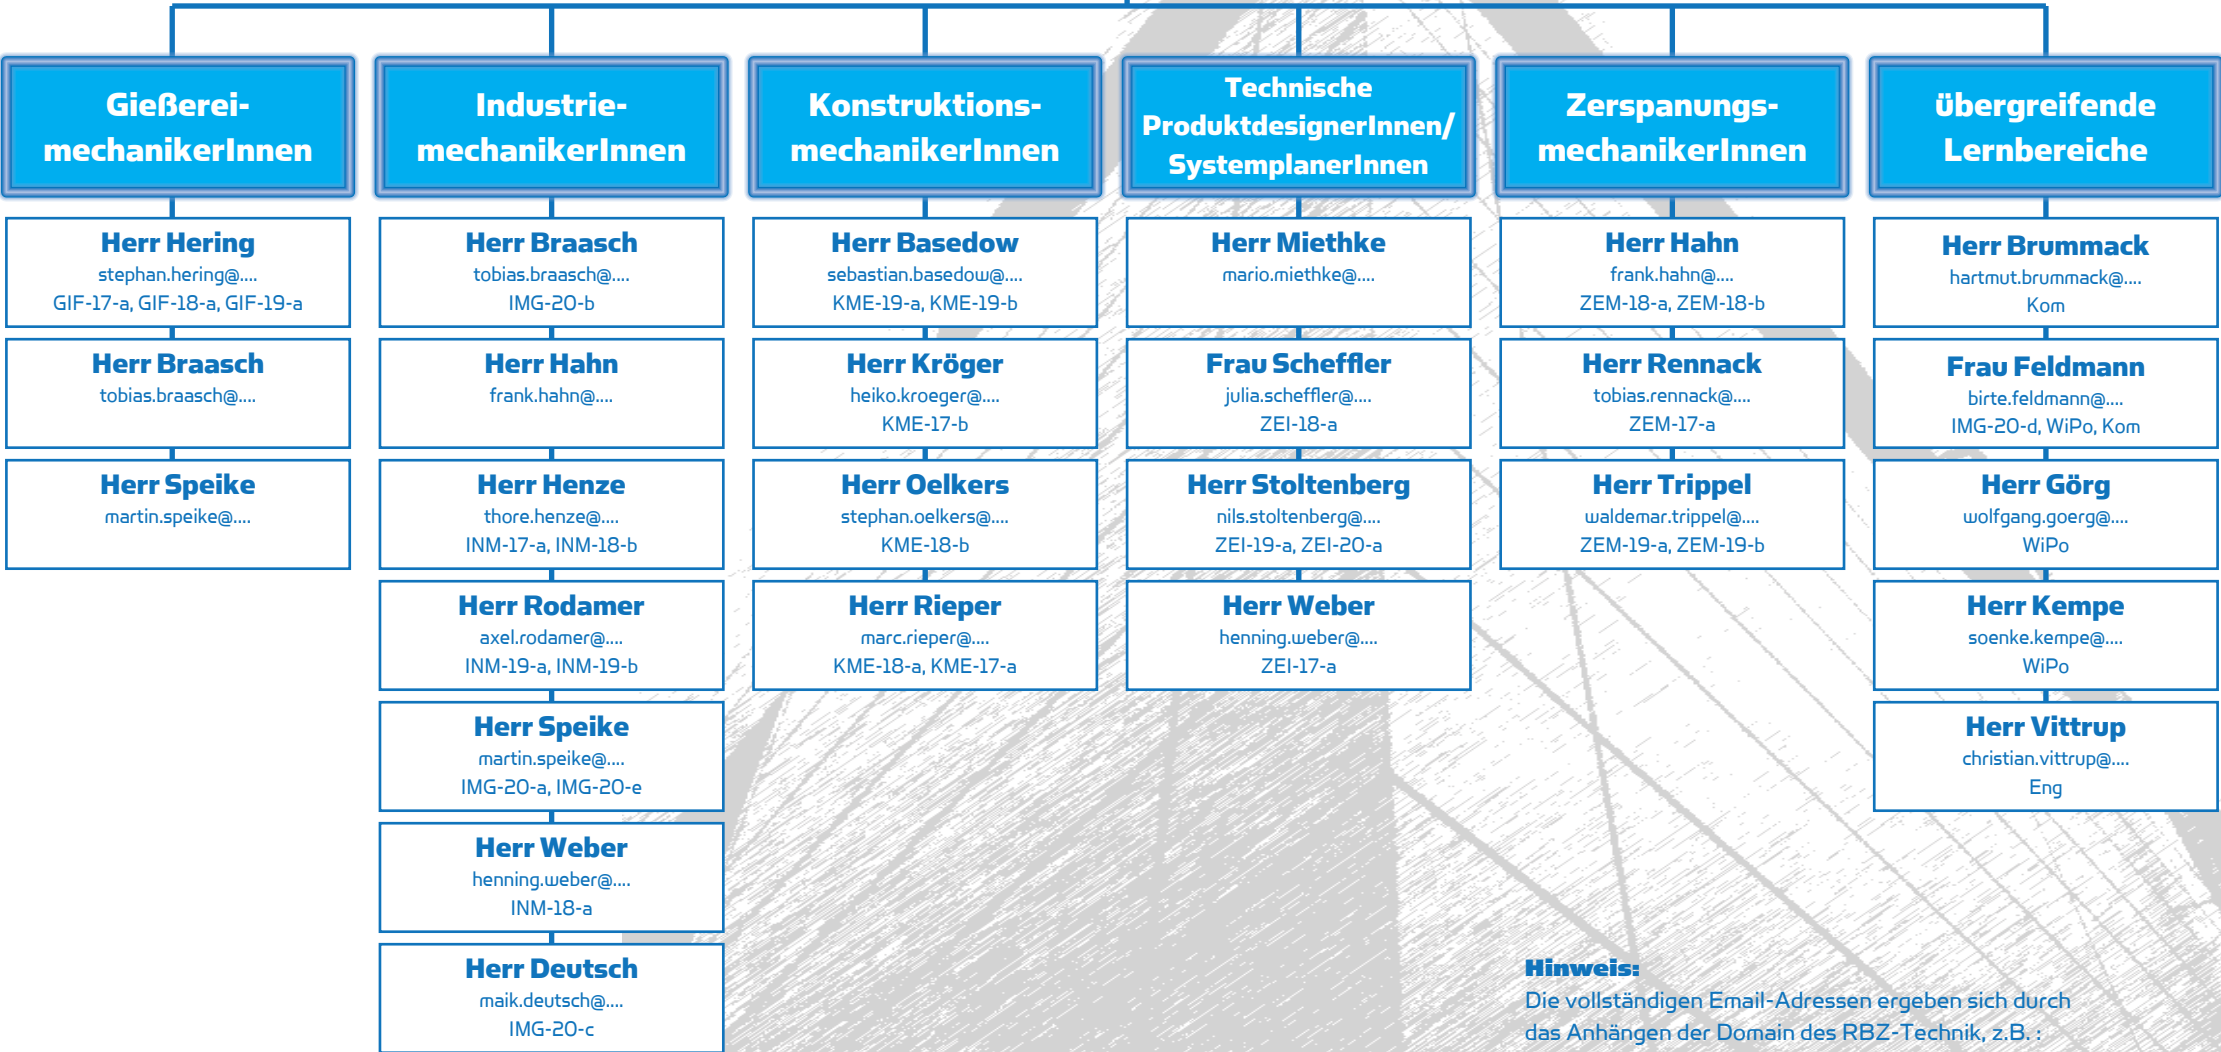 Gießerei-
mechanikerInnen
Herr Hering
stephan.hering@....
GIF-17-a, GIF-18-a, GIF-19-a
Herr Braasch
tobias.braasch@....
Herr Speike
martin.speike@....
Industrie-
mechanikerInnen
Herr Braasch
tobias.braasch@....
IMG-20-b
Herr Hahn
frank.hahn@....
Herr Henze
thore.henze@....
INM-17-a, INM-18-b
Herr Rodamer
axel.rodamer@....
INM-19-a, INM-19-b
Herr Speike
martin.speike@....
IMG-20-a, IMG-20-e
Herr Weber
henning.weber@....
INM-18-a
Herr Deutsch
maik.deutsch@....
IMG-20-c
Konstruktions-
mechanikerInnen
Herr Basedow
sebastian.basedow@....
KME-19-a, KME-19-b
Herr Kröger
heiko.kroeger@....
KME-17-b
Herr Oelkers
stephan.oelkers@....
KME-18-b
Herr Rieper
marc.rieper@....
KME-18-a, KME-17-a
Technische
ProduktdesignerInnen/
SystemplanerInnen
Herr Miethke
mario.miethke@....
Frau Scheffler
julia.scheffler@....
ZEI-18-a
Herr Stoltenberg
nils.stoltenberg@....
ZEI-19-a, ZEI-20-a
Herr Weber
henning.weber@....
ZEI-17-a
Zerspanungs-
mechanikerInnen
Herr Hahn
frank.hahn@....
ZEM-18-a, ZEM-18-b
Herr Rennack
tobias.rennack@....
ZEM-17-a
Herr Trippel
waldemar.trippel@....
ZEM-19-a, ZEM-19-b
übergreifende
Lernbereiche
Herr Brummack
hartmut.brummack@....
Kom
Frau Feldmann
birte.feldmann@....
IMG-20-d, WiPo, Kom
Herr Görg
wolfgang.goerg@....
WiPo
Herr Kempe
soenke.kempe@....
WiPo
Herr Vittrup
christian.vittrup@....
Eng
Hinweis:
Die vollständigen Email-Adressen ergeben sich durch
das Anhängen der Domain des RBZ-Technik, z.B. :